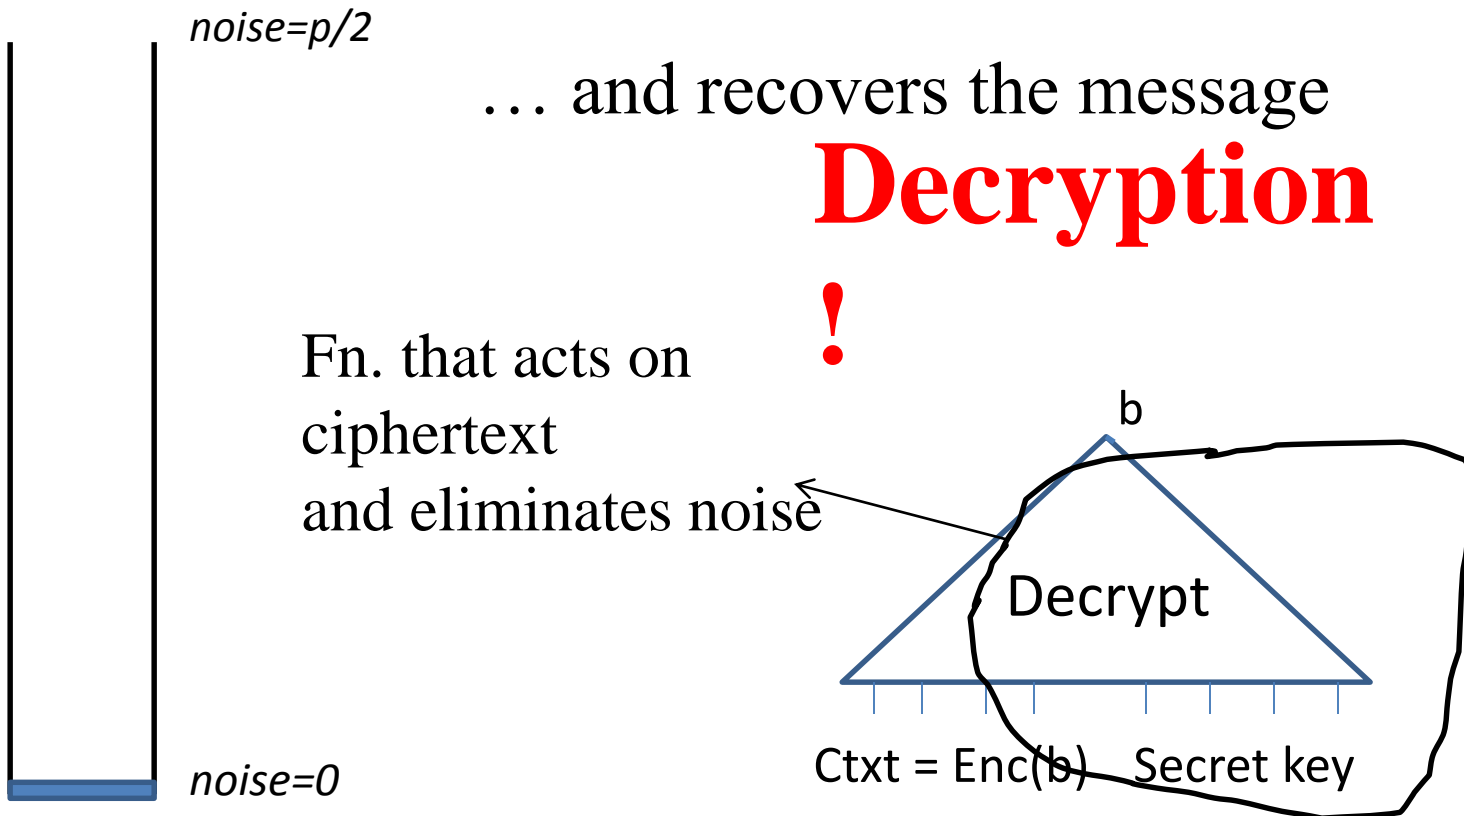 noise=p/2
… and recovers the message
Decryption
!
Fn. that acts on
ciphertext
and eliminates noise
b
Decrypt
Ctxt = Enc(b) Secret key
noise=0